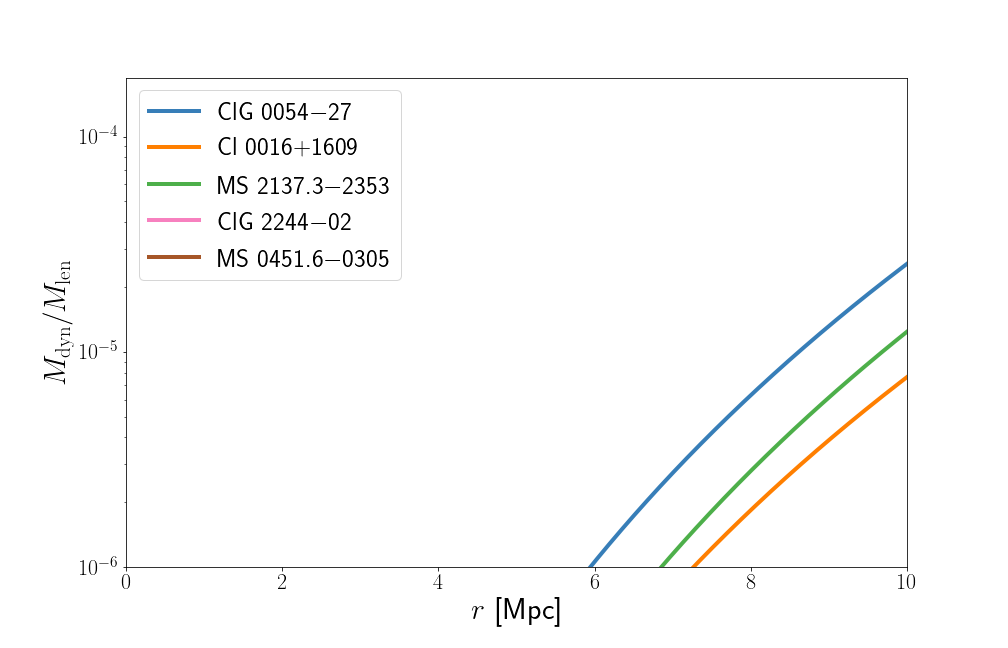 CIG 0054−27
CI 0016+1609
MS 2137.3−2353
CIG 2244−02
MS 0451.6−0305
10⁻⁴
10⁻⁵
10⁻⁶
M_dyn/M_len
0 2 4 6 8 10
r [Mpc]